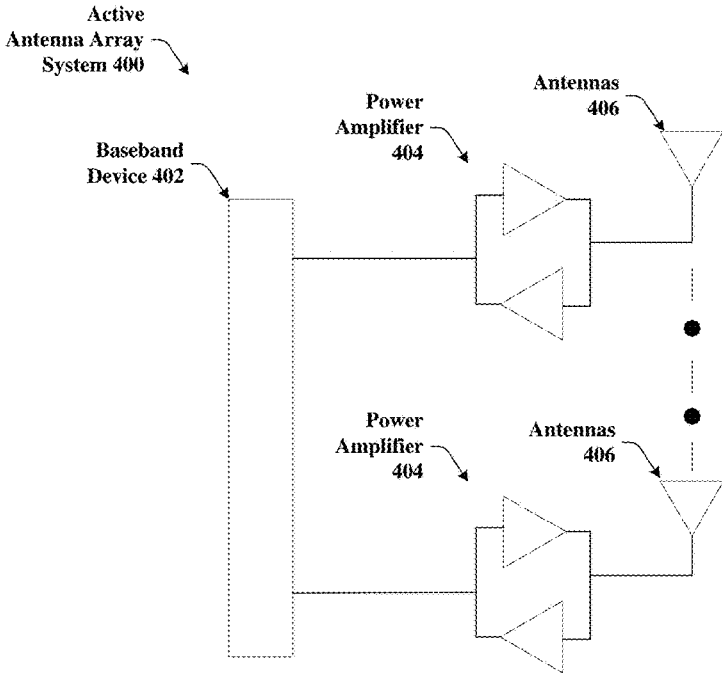 Active
Antenna Array
System 400
Antennas
406
Power
Amplifier
404
Baseband
Device 402
Power
Amplifier
404
Antennas
406